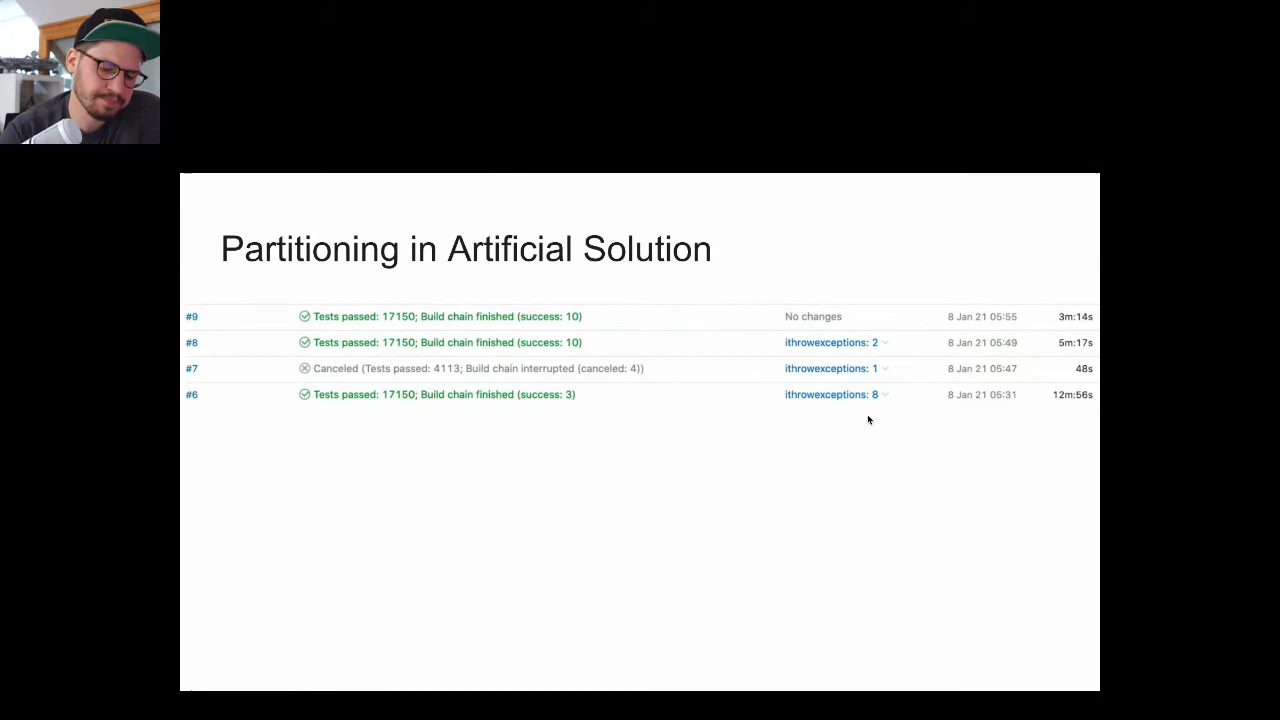 Partitioning in Artificial Solution
#9 Tests passed: 17150; Build chain finished (success: 10) No changes 8 Jan 21 05:55 3m:14s
#8 Tests passed: 17150; Build chain finished (success: 10) ithrowexceptions: 2 8 Jan 21 05:49 5m:17s
#7 Canceled (Tests passed: 4113; Build chain interrupted (canceled: 4)) ithrowexceptions: 1 8 Jan 21 05:47 48s
#6 Tests passed: 17150; Build chain finished (success: 3) ithrowexceptions: 8 8 Jan 21 05:31 12m:56s